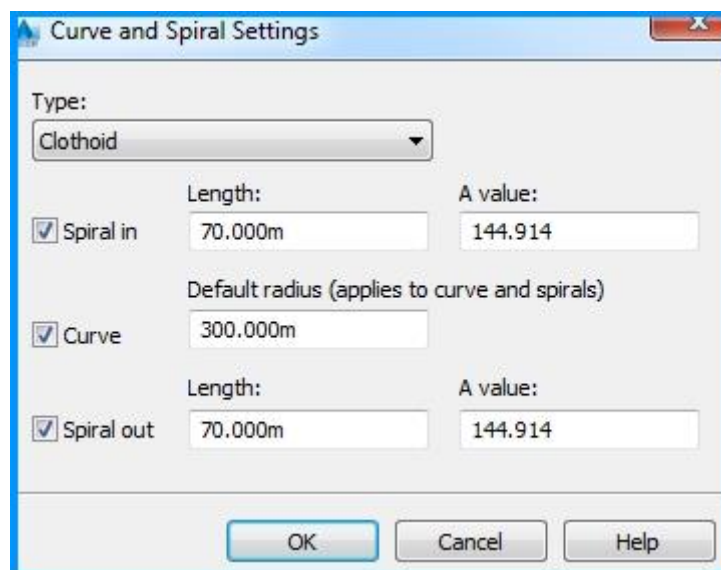 Curve and Spiral Settings
Type:
Clothoid
Length: A value:
Spiral in 70.000m 144.914
Default radius (applies to curve and spirals)
Curve 300.000m
Length: A value:
Spiral out 70.000m 144.914
OK Cancel Help